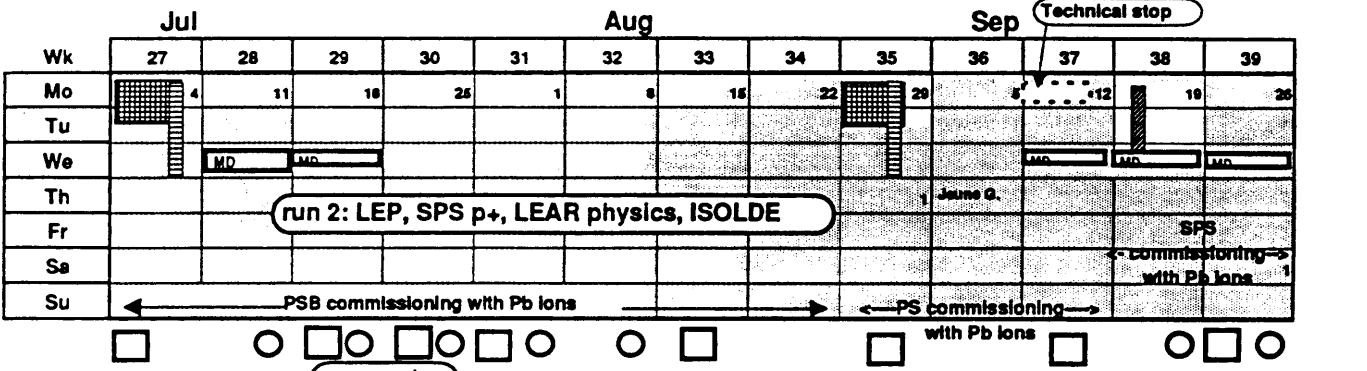 Jul Aug Sep Technical stop
Wk 27 28 29 30 31 32 33 34 35 36 37 38 39
Mo 4 11 18 25 1 8 15 22 29 5 12 19 26
Tu
We MD MD MD MD MD
Th 1 Jeune G.
run 2: LEP, SPS p+, LEAR physics, ISOLDE
Fr SPS
Sa <- commissioning-> 1
with Pb ions
Su PSB commissioning with Pb ions <--PS commissioning-->
with Pb ions